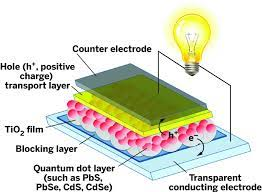 Counter electrode
Hole (h⁺, positive
charge)
transport layer
TiO₂ film
Blocking layer
Quantum dot layer
(such as PbS,
PbSe, CdS, CdSe)
h⁺
e⁻
Transparent
conducting electrode